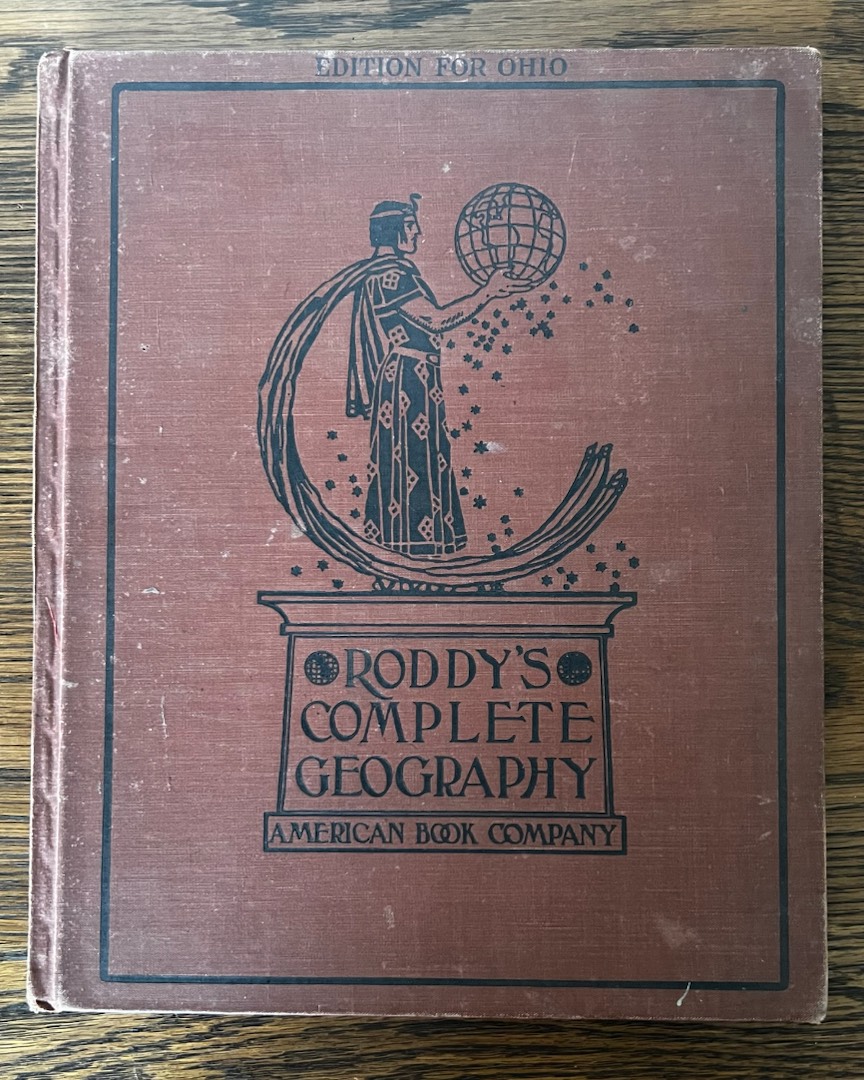 EDITION FOR OHIO
RODDY'S
COMPLETE
GEOGRAPHY
AMERICAN BOOK COMPANY